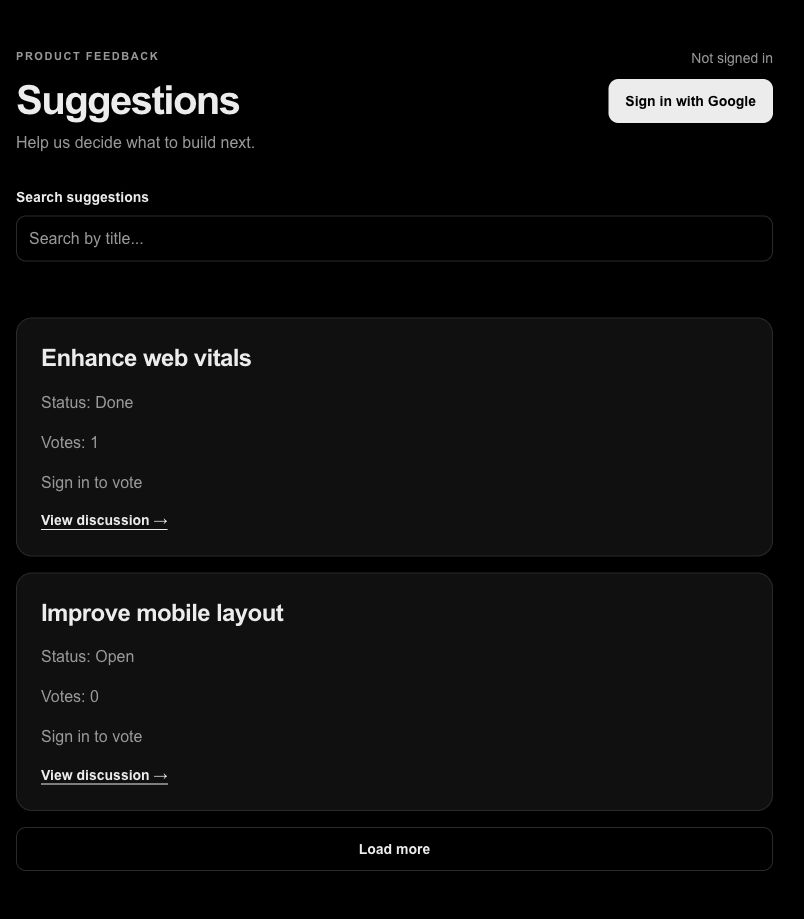 PRODUCT FEEDBACK
Not signed in
Suggestions
Sign in with Google
Help us decide what to build next.
Search suggestions
Search by title...
Enhance web vitals
Status: Done
Votes: 1
Sign in to vote
View discussion →
Improve mobile layout
Status: Open
Votes: 0
Sign in to vote
View discussion →
Load more